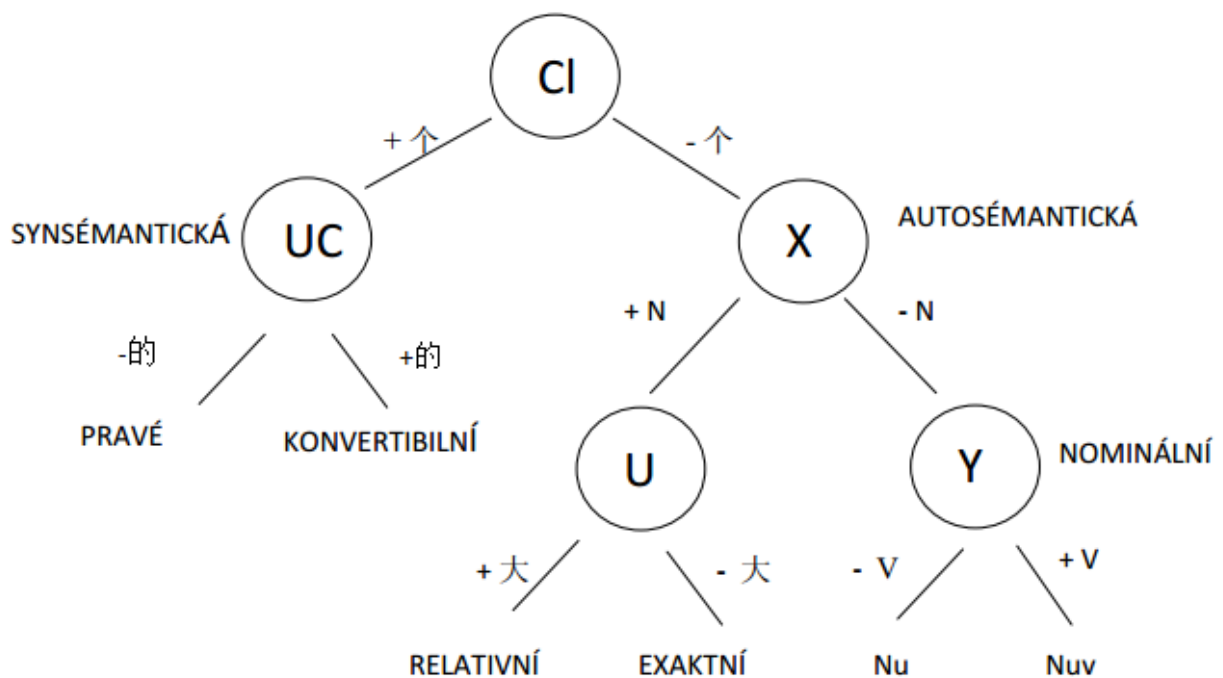 Cl
+ 个
- 个
SYNSÉMANTICKÁ
UC
X
AUTOSÉMANTICKÁ
+ N
- N
-的
+的
PRAVÉ
KONVERTIBILNÍ
U
Y
NOMINÁLNÍ
+ 大
- 大
- V
+ V
RELATIVNÍ
EXAKTNÍ
Nu
Nuv